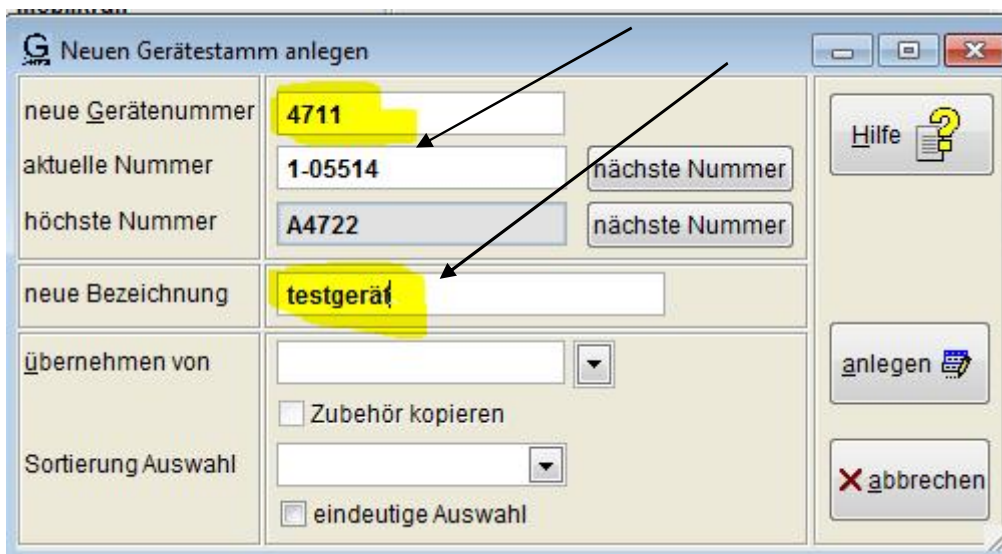 Neuen Gerätestamm anlegen
neue Gerätenummer 4711
Hilfe
aktuelle Nummer 1-05514 nächste Nummer
höchste Nummer A4722 nächste Nummer
neue Bezeichnung testgerät
übernehmen von
anlegen
Zubehör kopieren
Sortierung Auswahl
abbrechen
eindeutige Auswahl